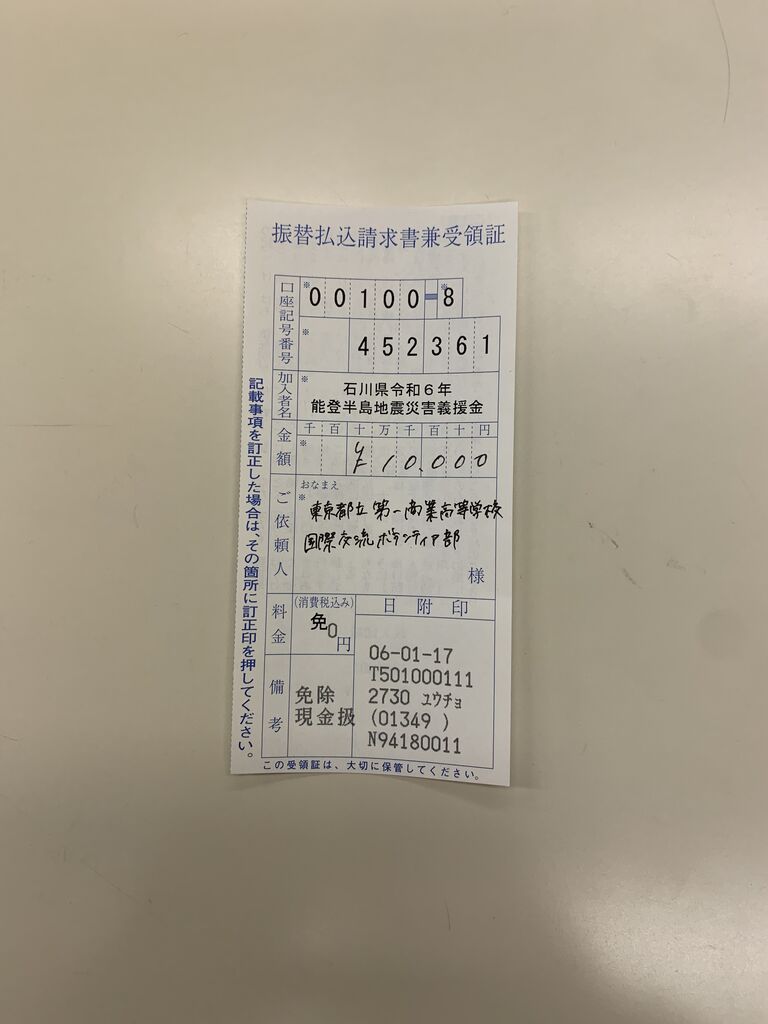 振替払込請求書兼受領証
口座記号番号
※00100-※8
※452361
加入者名
※石川県令和6年
能登半島地震災害義援金
金額
千百十万千百十円
※¥10,000
ご依頼人
おなまえ
※東京都立第一商業高等学校
国際交流ボランティア部
様
料金
(消費税込み)
免0円
日附印
備考
免除
現金扱
06-01-17
T501000111
2730 ユウチョ
(01349 )
N94180011
記載事項を訂正した場合は、その箇所に訂正印を押してください。
この受領証は、大切に保管してください。